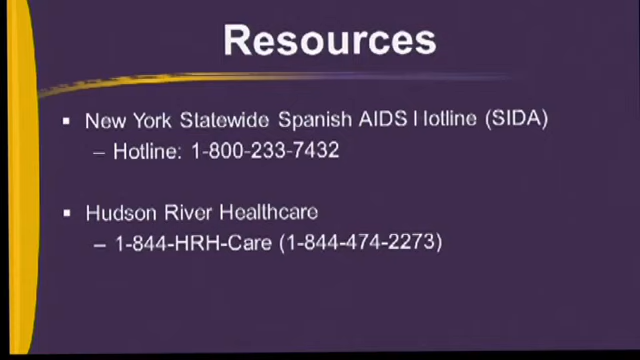 Resources
▪ New York Statewide Spanish AIDS Hotline (SIDA)
– Hotline: 1-800-233-7432
▪ Hudson River Healthcare
– 1-844-HRH-Care (1-844-474-2273)